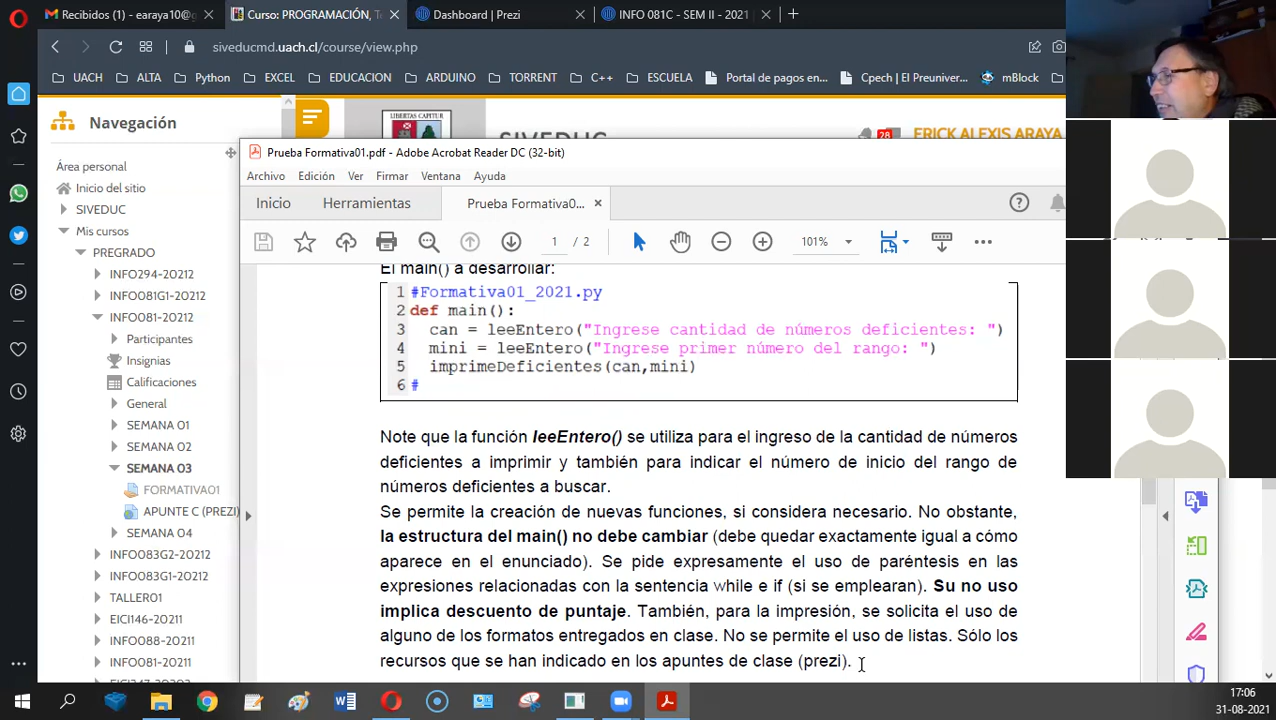 Recibidos (1) - earaya10@g
Curso: PROGRAMACIÓN, T
Dashboard | Prezi
INFO 081C - SEM II - 2021
siveducmd.uach.cl/course/view.php
UACH
ALTA
Python
EXCEL
EDUCACION
ARDUINO
TORRENT
C++
ESCUELA
Portal de pagos en...
Cpech | El Preuniver...
mBlock
Navegación
LIBERTAS CAPITUR
SIVEDUC
28
ERICK ALEXIS ARAYA
Área personal
Inicio del sitio
SIVEDUC
Mis cursos
PREGRADO
INFO294-20212
INFO081G1-20212
INFO081-20212
Participantes
Insignias
Calificaciones
General
SEMANA 01
SEMANA 02
SEMANA 03
FORMATIVA01
APUNTE C (PREZI)
SEMANA 04
INFO083G2-20212
TALLER01
EICI146-20211
INFO088-20211
INFO081-20211
Prueba Formativa01.pdf - Adobe Acrobat Reader DC (32-bit)
Archivo Edición Ver Firmar Ventana Ayuda
Inicio Herramientas Prueba Formativa0...
1 / 2 101%
El main() a desarrollar:
1 #Formativa01_2021.py
2 def main():
3 can = leeEntero("Ingrese cantidad de números deficientes: ")
4 mini = leeEntero("Ingrese primer número del rango: ")
5 imprimeDeficientes(can,mini)
6 #
Note que la función leeEntero() se utiliza para el ingreso de la cantidad de números
deficientes a imprimir y también para indicar el número de inicio del rango de
números deficientes a buscar.
Se permite la creación de nuevas funciones, si considera necesario. No obstante,
la estructura del main() no debe cambiar (debe quedar exactamente igual a cómo
aparece en el enunciado). Se pide expresamente el uso de paréntesis en las
expresiones relacionadas con la sentencia while e if (si se emplearan). Su no uso
implica descuento de puntaje. También, para la impresión, se solicita el uso de
alguno de los formatos entregados en clase. No se permite el uso de listas. Sólo los
recursos que se han indicado en los apuntes de clase (prezi).
17:06
31-08-2021